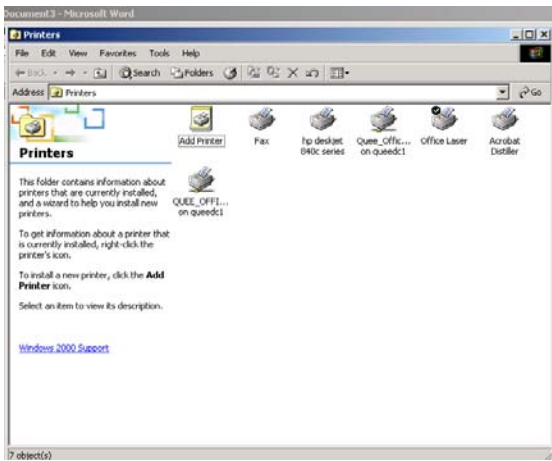 Document3 - Microsoft Word
Printers
File Edit View Favorites Tools Help
Back Search Folders
Address Printers Go
Printers
This folder contains information about
printers that are currently installed,
and a wizard to help you install new
printers.
To get information about a printer that
is currently installed, right-click the
printer's icon.
To install a new printer, click the Add
Printer icon.
Select an item to view its description.
Windows 2000 Support
Add Printer
Fax
hp deskjet
840c series
Quee_Offic...
on queedc1
Office Laser
Acrobat
Distiller
QUEE_OFFI...
on queedc1
7 object(s)